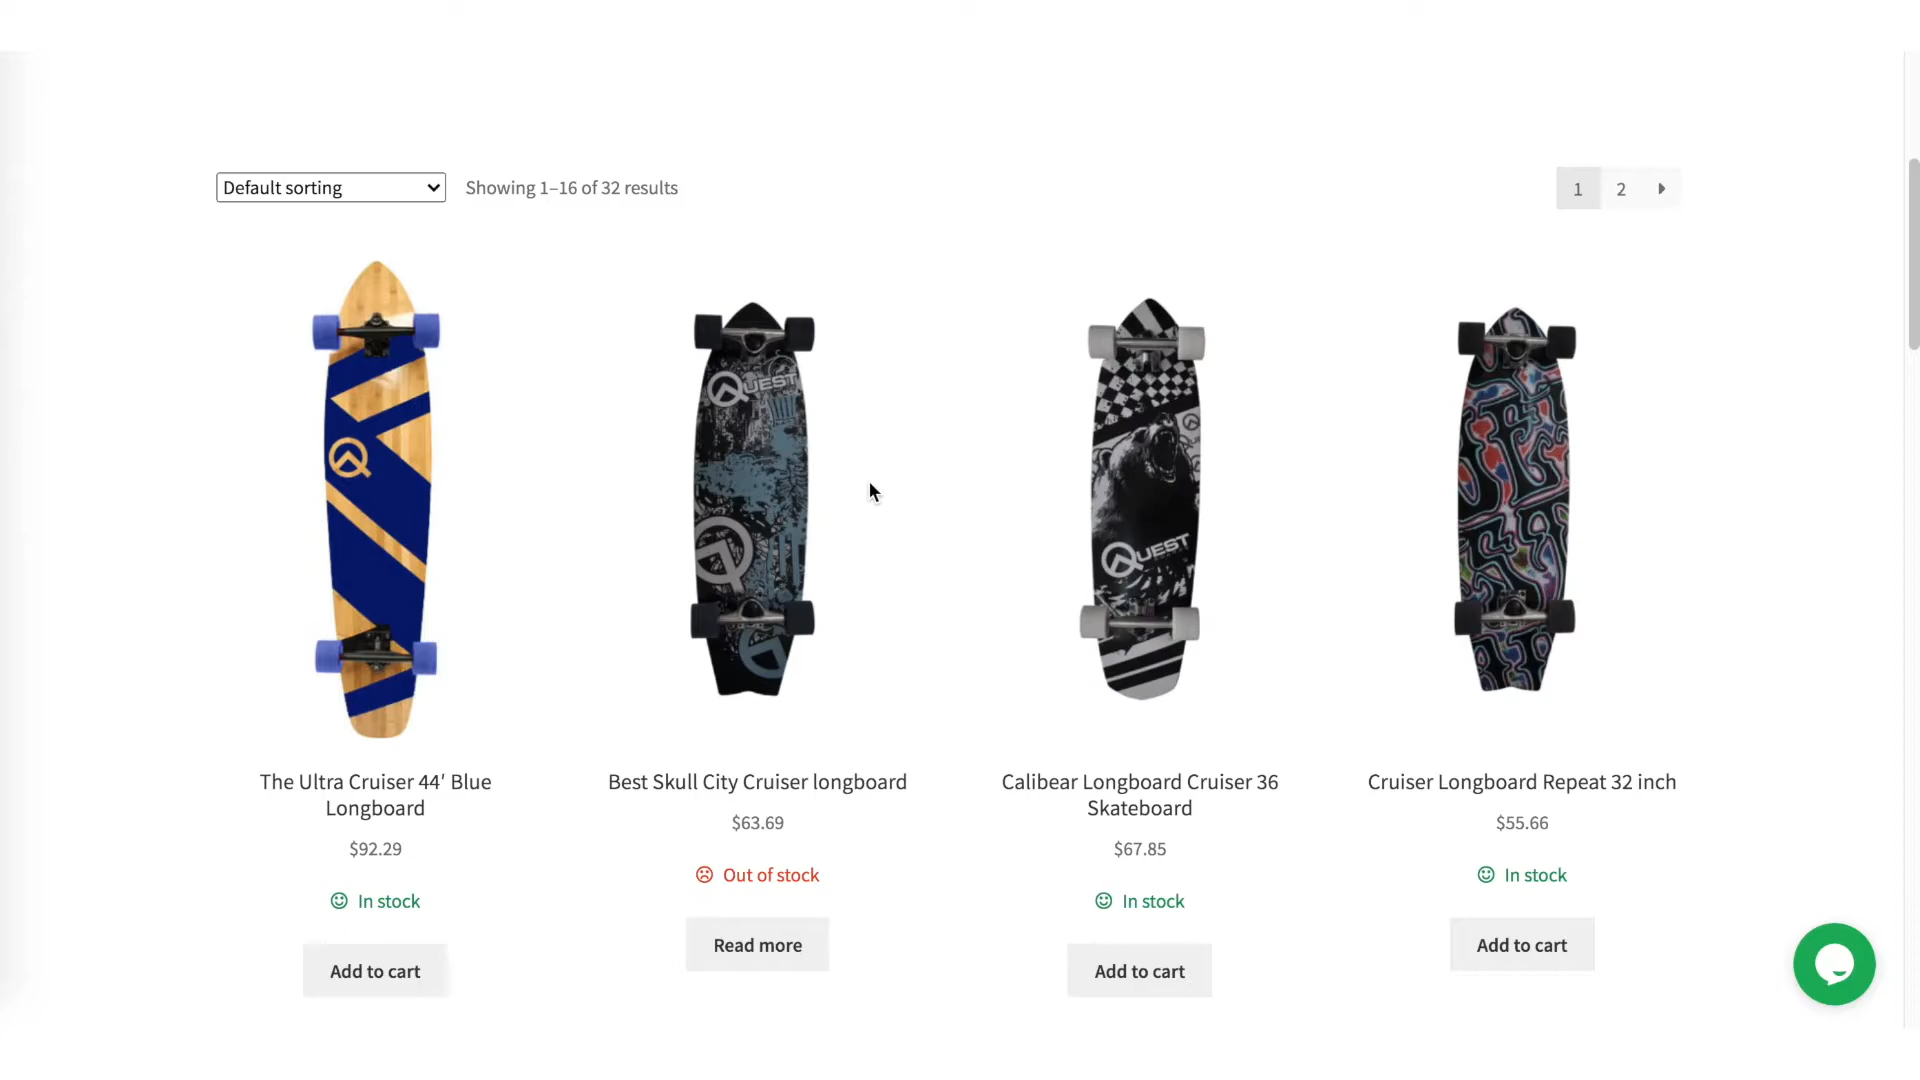 Default sorting
Showing 1–16 of 32 results
1 2
QUEST
QUEST
The Ultra Cruiser 44′ Blue
Longboard
$92.29
In stock
Add to cart
Best Skull City Cruiser longboard
$63.69
Out of stock
Read more
Calibear Longboard Cruiser 36
Skateboard
$67.85
In stock
Add to cart
Cruiser Longboard Repeat 32 inch
$55.66
In stock
Add to cart